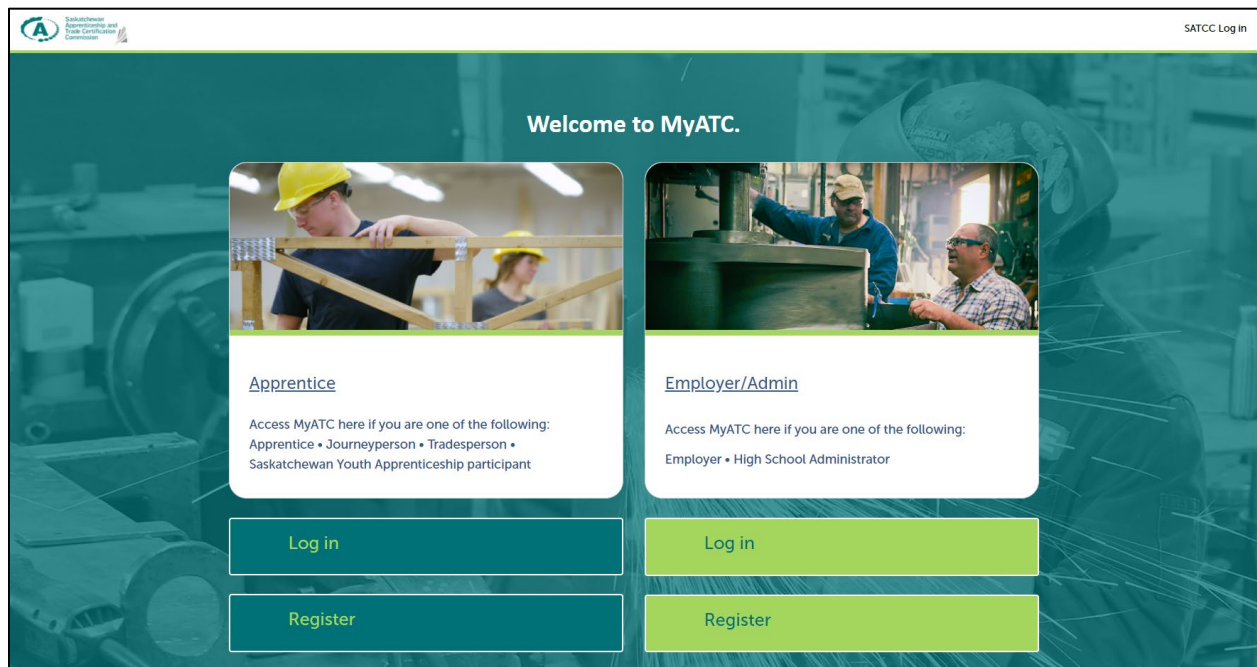 Saskatchewan
Apprenticeship and
Trade Certification
Commission
A
SATCC Log in
Welcome to MyATC.
LINCOLN
Apprentice
Access MyATC here if you are one of the following:
Apprentice • Journeyperson • Tradesperson •
Saskatchewan Youth Apprenticeship participant
Employer/Admin
Access MyATC here if you are one of the following:
Employer • High School Administrator
Log in
Register
Log in
Register